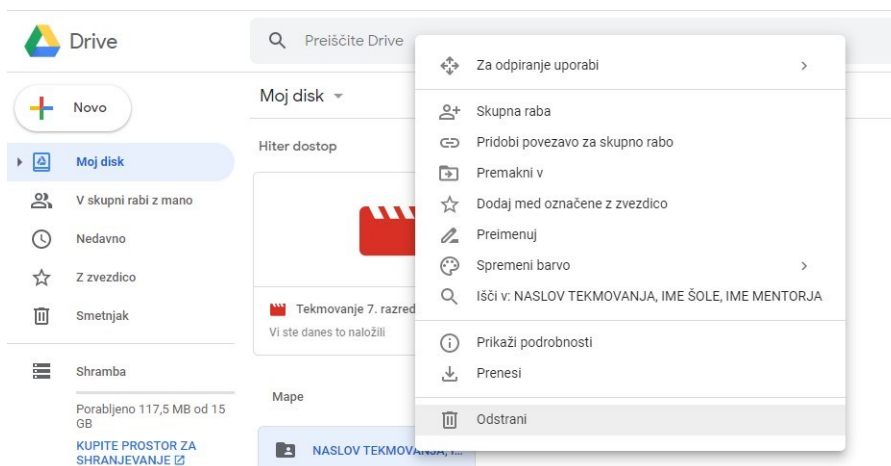 Drive
Preiščite Drive
Novo
Moj disk
V skupni rabi z mano
Nedavno
Z zvezdico
Smetnjak
Shramba
Porabljeno 117,5 MB od 15
GB
KUPITE PROSTOR ZA
SHRANJEVANJE
Moj disk
Hiter dostop
Tekmovanje 7. razred
Vi ste danes to naložili
Mape
NASLOV TEKMOVANJA, I...
Za odpiranje uporabi
Skupna raba
Pridobi povezavo za skupno rabo
Premakni v
Dodaj med označene z zvezdico
Preimenuj
Spremeni barvo
Išči v: NASLOV TEKMOVANJA, IME ŠOLE, IME MENTORJA
Prikaži podrobnosti
Prenesi
Odstrani